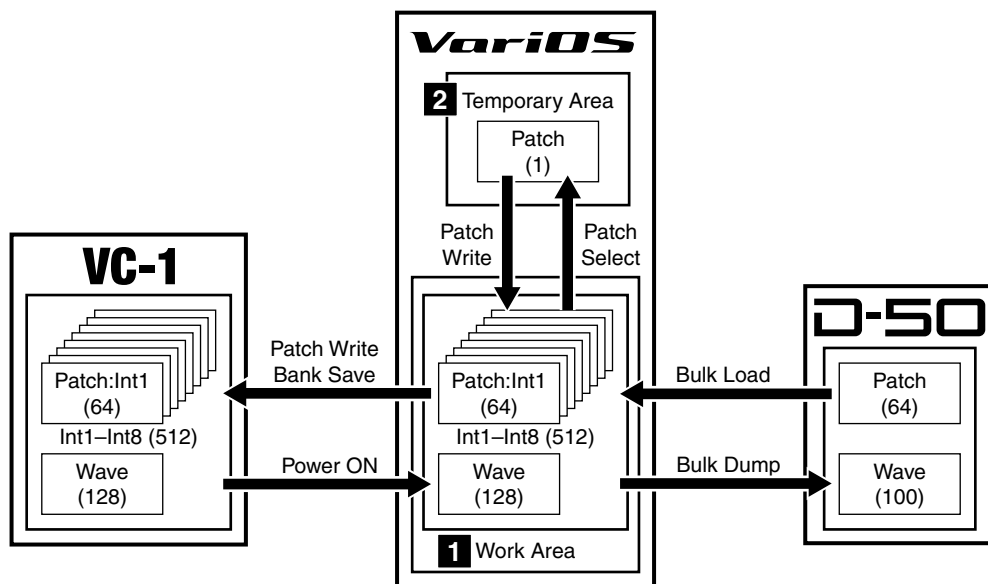 VariOS
2 Temporary Area
Patch
(1)
Patch
Write
Patch
Select
VC-1
Patch:Int1
(64)
Int1–Int8 (512)
Wave
(128)
Patch Write
Bank Save
Power ON
Patch:Int1
(64)
Int1–Int8 (512)
Wave
(128)
1 Work Area
Bulk Load
Bulk Dump
D-50
Patch
(64)
Wave
(100)